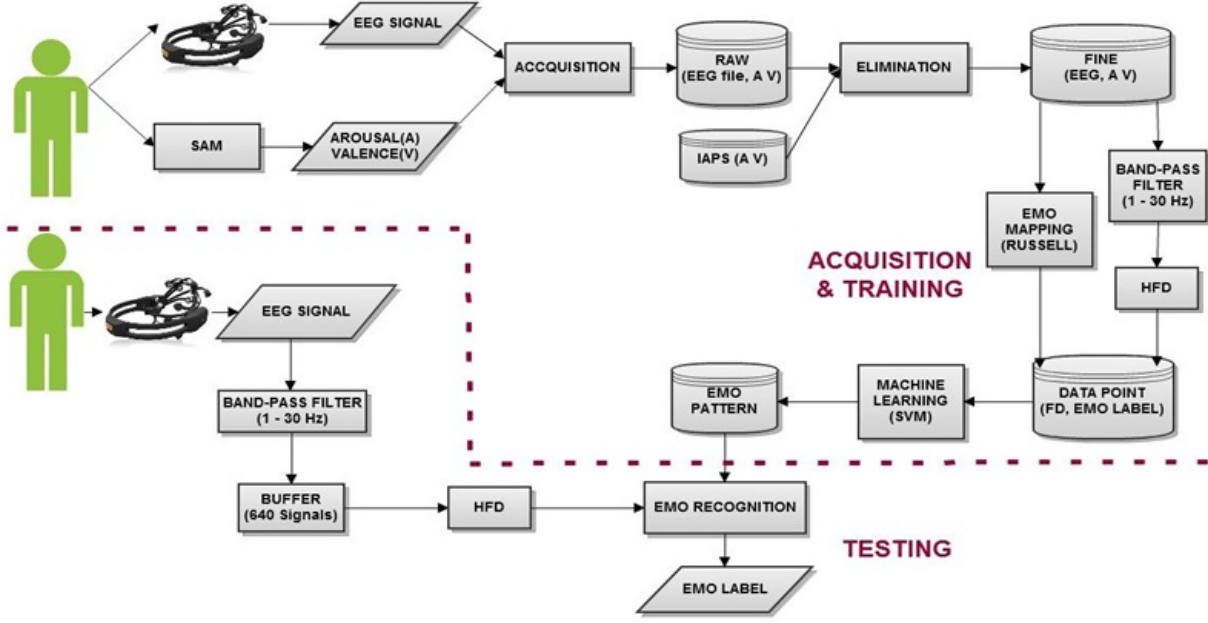 EEG SIGNAL
ACCQUISITION
RAW
(EEG file, A V)
ELIMINATION
FINE
(EEG, A V)
SAM
AROUSAL(A)
VALENCE(V)
IAPS (A V)
BAND-PASS
FILTER
(1 - 30 Hz)
EMO
MAPPING
(RUSSELL)
ACQUISITION
& TRAINING
HFD
EEG SIGNAL
BAND-PASS FILTER
(1 - 30 Hz)
EMO
PATTERN
MACHINE
LEARNING
(SVM)
DATA POINT
(FD, EMO LABEL)
BUFFER
(640 Signals)
HFD
EMO RECOGNITION
TESTING
EMO LABEL